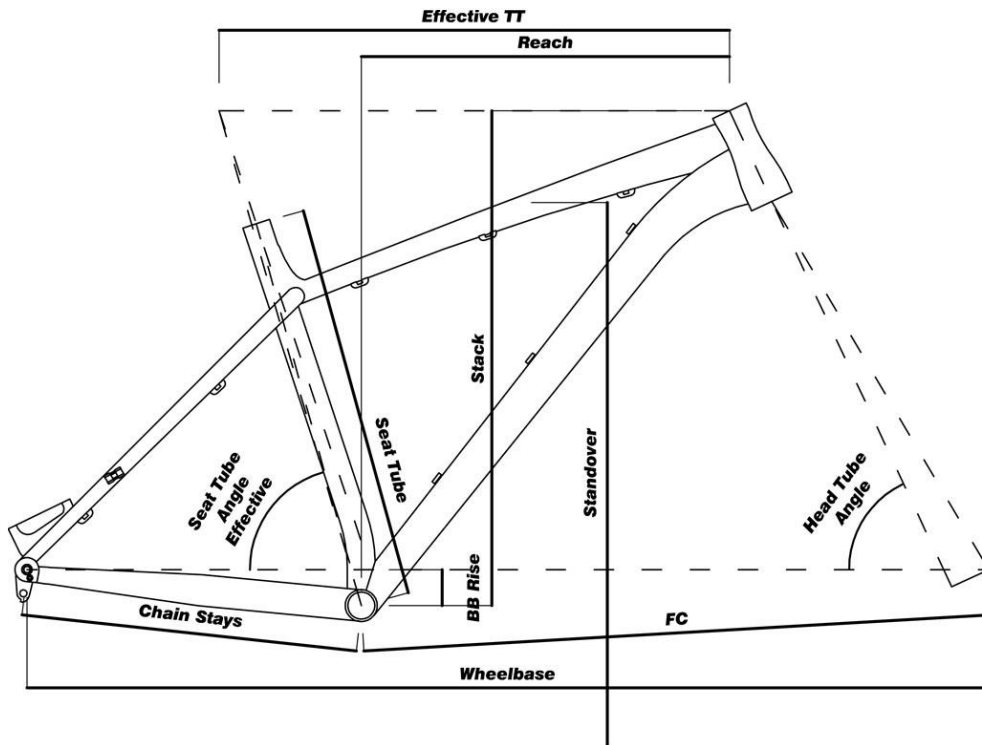 Effective TT
Reach
Stack
Seat Tube
Standover
Seat Tube
Angle
Effective
Head Tube
Angle
BB Rise
Chain Stays
FC
Wheelbase